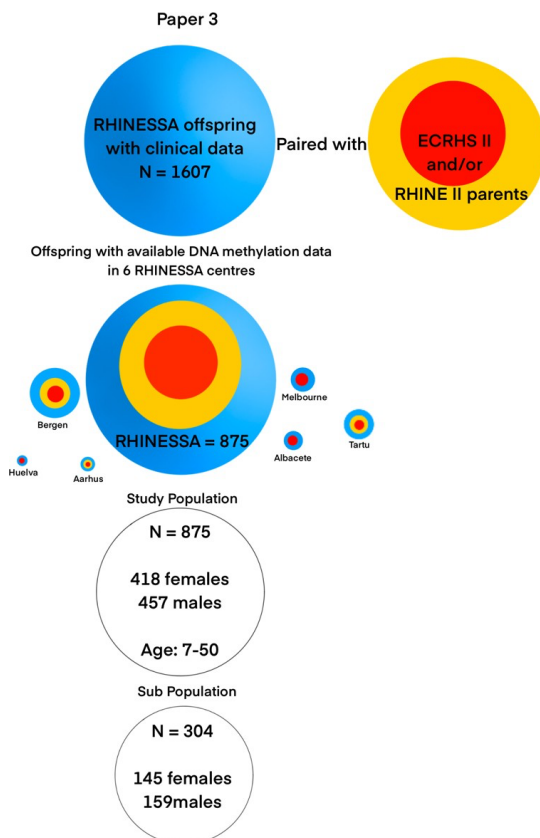 Paper 3
RHINESSA offspring
with clinical data
N = 1607
Paired with
ECRHS II
and/or
RHINE II parents
Offspring with available DNA methylation data
in 6 RHINESSA centres
Bergen
Melbourne
Tartu
RHINESSA = 875
Albacete
Huelva
Aarhus
Study Population
N = 875
418 females
457 males
Age: 7-50
Sub Population
N = 304
145 females
159males